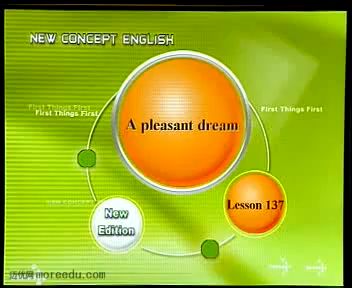 NEW CONCEPT ENGLISH
First Things First
First Things First
First Things First
A pleasant dream
New
Edition
Lesson 137
moreedu.com